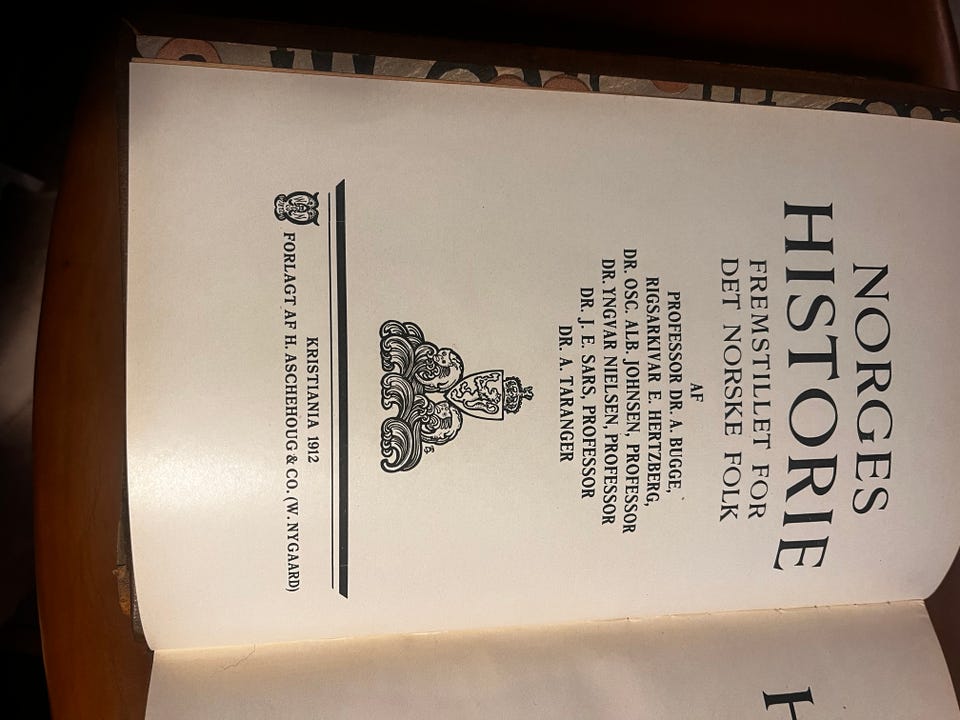 NORGES
HISTORIE
FREMSTILLET FOR
DET NORSKE FOLK
AF
PROFESSOR DR. A. BUGGE,
RIGSARKIVAR E. HERTZBERG,
DR. OSC. ALB. JOHNSEN, PROFESSOR
DR. YNGVAR NIELSEN, PROFESSOR
DR. J. E. SARS, PROFESSOR
DR. A. TARANGER
KRISTIANIA 1912
FORLAGT AF H. ASCHEHOUG & CO. (W. NYGAARD)
H